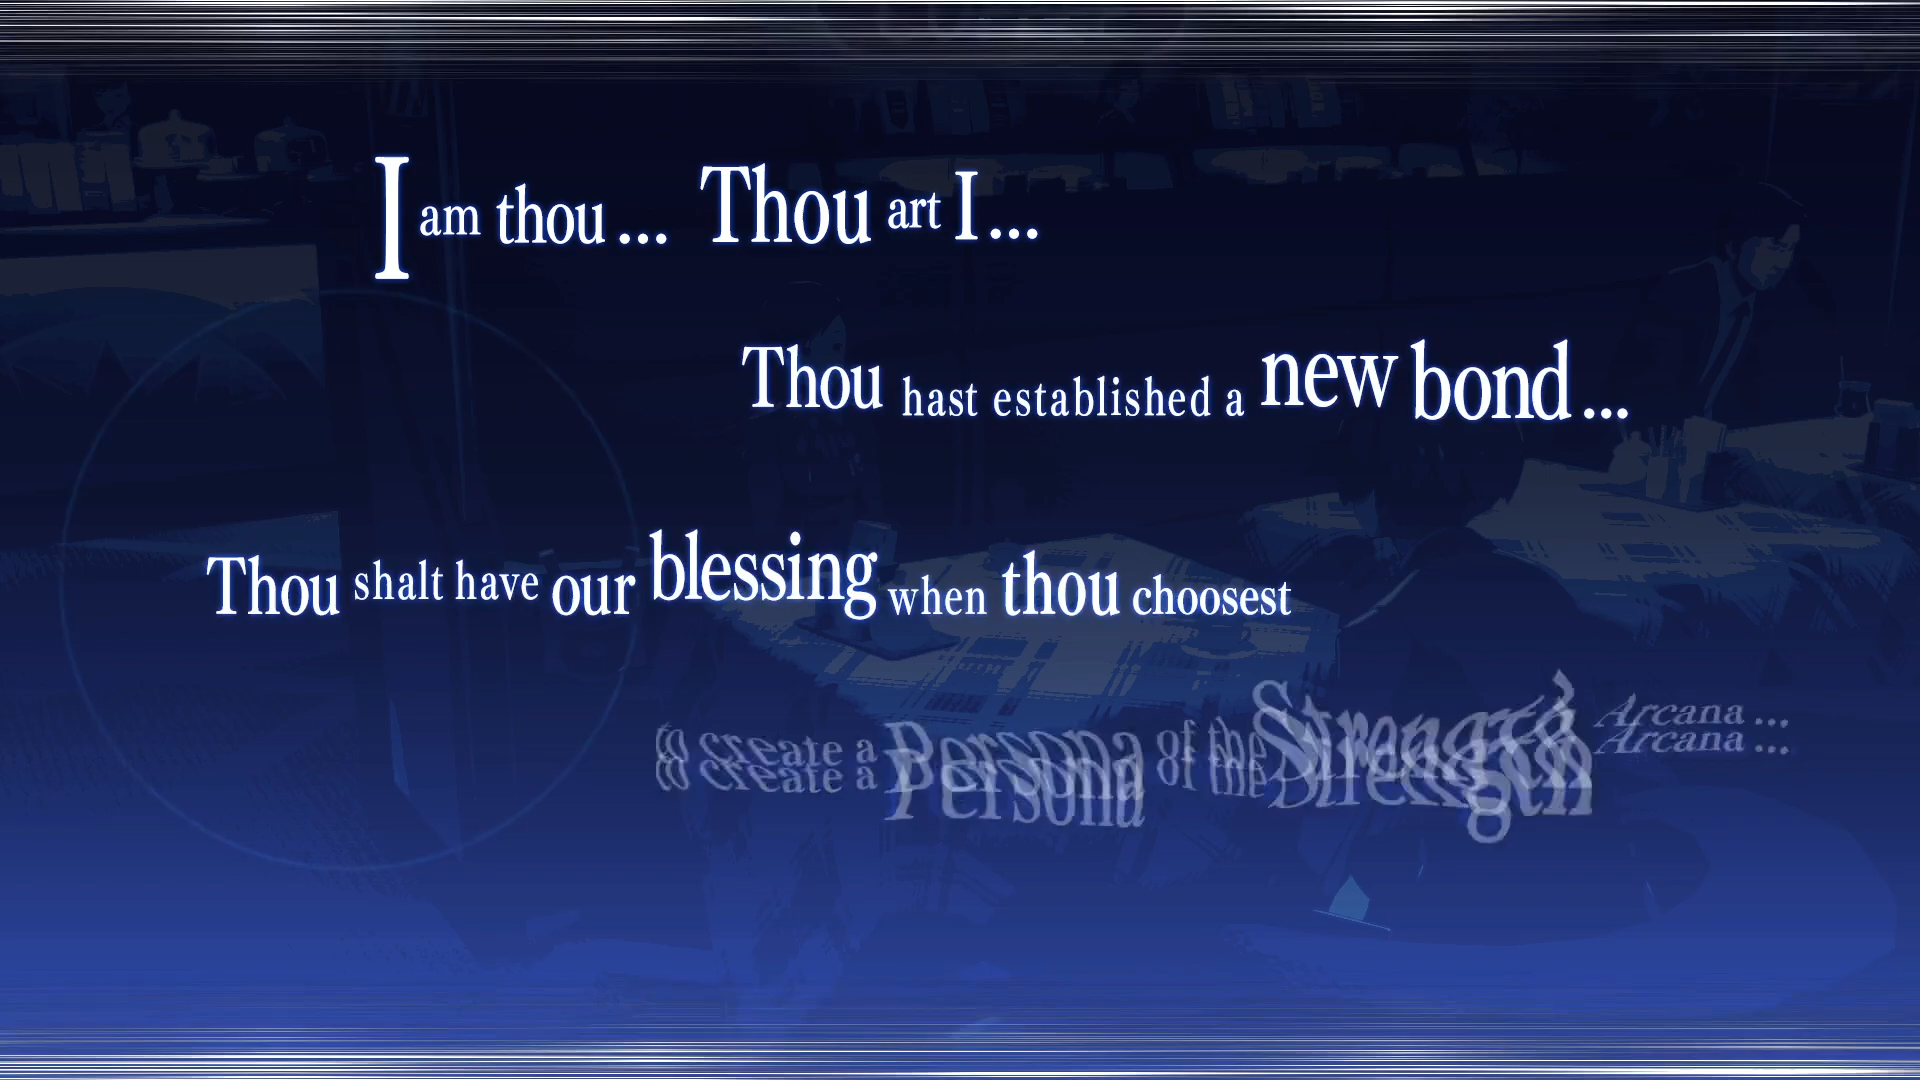 I am thou... Thou art I...
Thou hast established a new bond...
Thou shalt have our blessing when thou choosest
to create a Persona of the Strength Arcana...